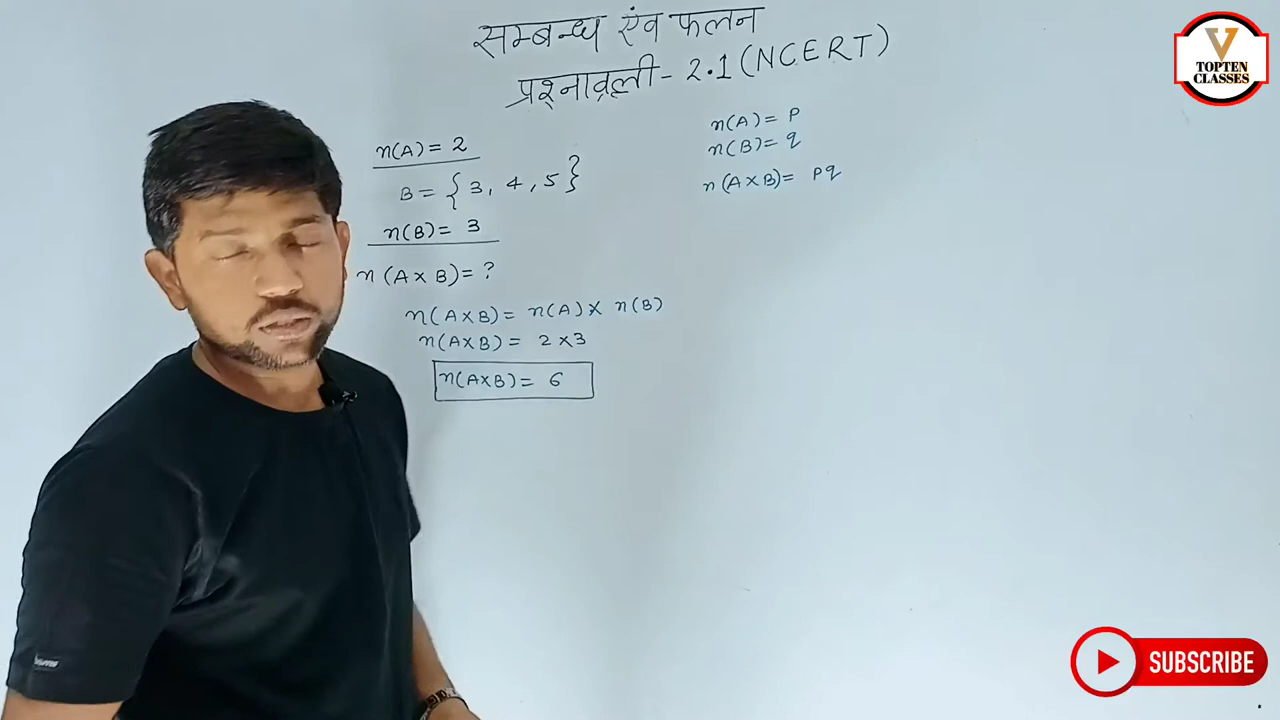 सम्बन्ध एंव फलन
प्रश्नावली - 2.1 (NCERT)
n(A) = 2
B = {3, 4, 5}
n(B) = 3
n(A×B) = ?
n(A×B) = n(A) × n(B)
n(A×B) = 2×3
n(A×B) = 6
n(A) = p
n(B) = q
n(A×B) = pq
V
TOPTEN
CLASSES
SUBSCRIBE